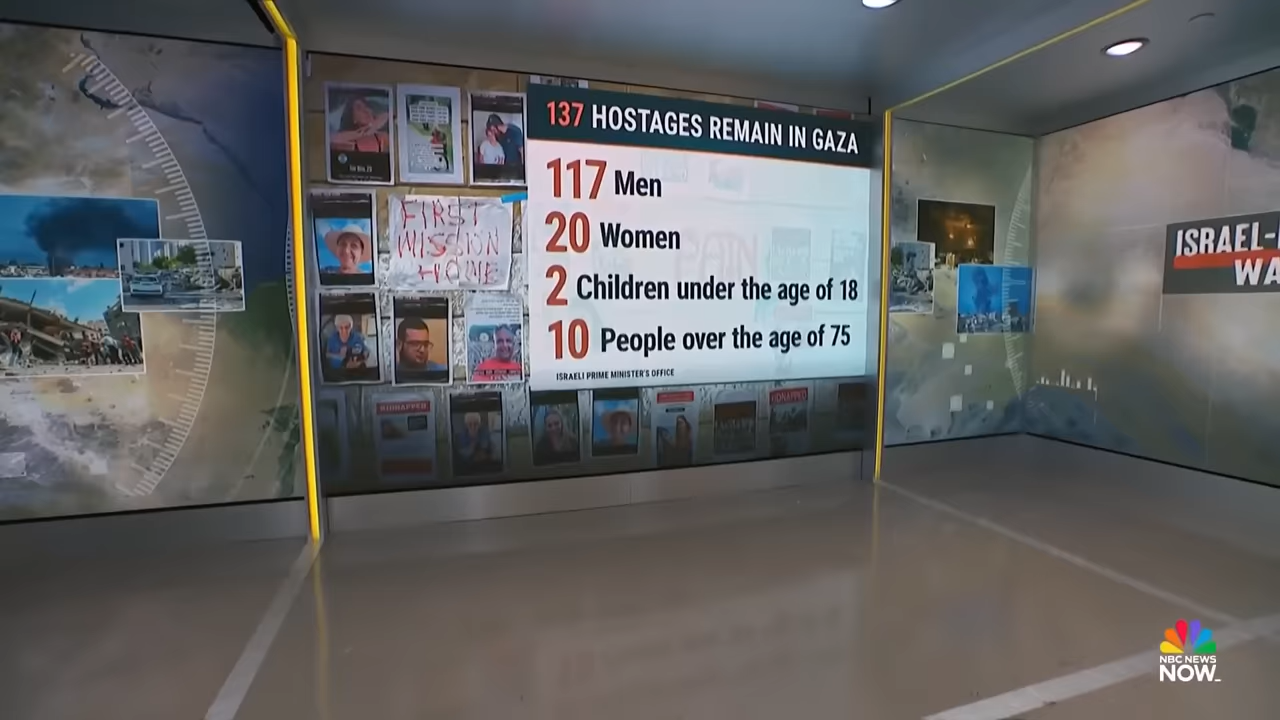 137 HOSTAGES REMAIN IN GAZA
117 Men
20 Women
2 Children under the age of 18
10 People over the age of 75
ISRAELI PRIME MINISTER'S OFFICE
FIRST
MISSION
HOME
KIDNAPPED
KIDNAPPED
ISRAEL-
WA
NBC NEWS
NOW